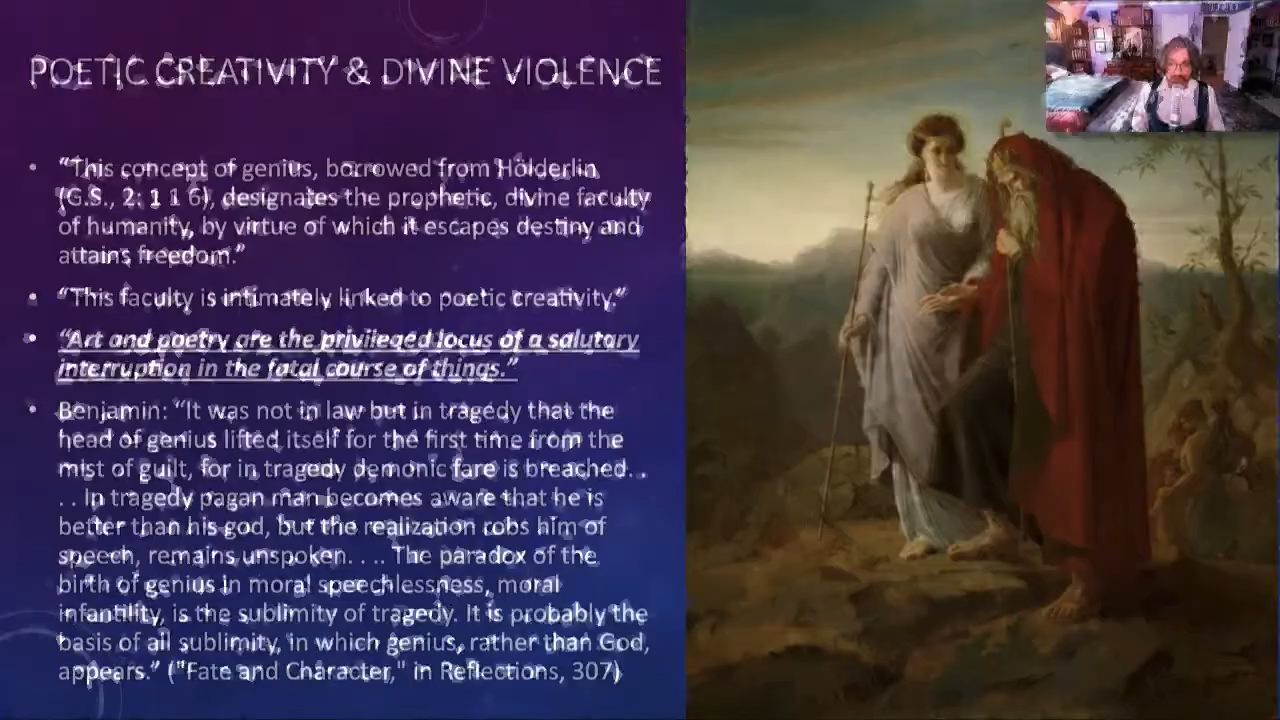 POETIC CREATIVITY & DIVINE VIOLENCE
• “This concept of genius, borrowed from Hölderlin
(G.S., 2: 1 1 6), designates the prophetic, divine faculty
of humanity, by virtue of which it escapes destiny and
attains freedom.”
• “This faculty is intimately linked to poetic creativity,”
• “Art and poetry are the privileged locus of a salutary
interruption in the fatal course of things.”
• Benjamin: “It was not in law but in tragedy that the
head of genius lifted itself for the first time from the
mist of guilt, for in tragedy demonic fare is breached. .
. . In tragedy pagan man becomes aware that he is
better than his god, but the realization robs him of
speech, remains unspoken. . . . The paradox of the
birth of genius in moral speechlessness, moral
infantility, is the sublimity of tragedy. It is probably the
basis of all sublimity, in which genius, rather than God,
appears.” ("Fate and Character," in Reflections, 307)